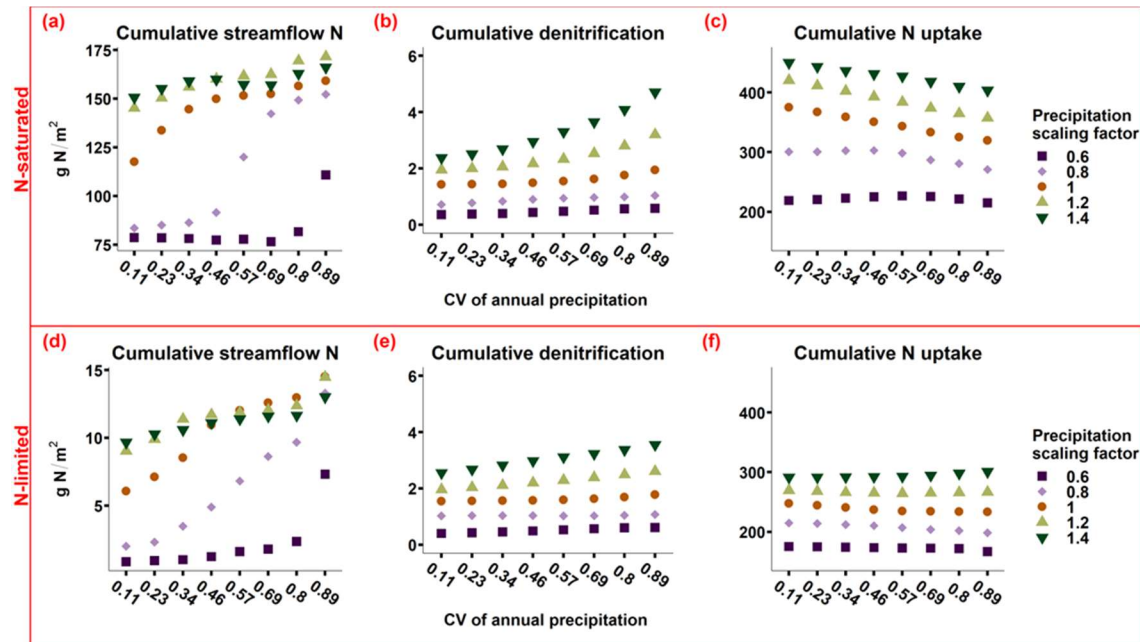 (a)
Cumulative streamflow N
(b)
Cumulative denitrification
(c)
Cumulative N uptake
N-saturated
g N/m²
175
150
125
100
75
0.11 0.23 0.34 0.46 0.57 0.69 0.8 0.89
6
4
2
0
0.11 0.23 0.34 0.46 0.57 0.69 0.8 0.89
CV of annual precipitation
400
300
200
0.11 0.23 0.34 0.46 0.57 0.69 0.8 0.89
Precipitation
scaling factor
0.6
0.8
1
1.2
1.4
(d)
Cumulative streamflow N
(e)
Cumulative denitrification
(f)
Cumulative N uptake
N-limited
g N/m²
15
10
5
0.11 0.23 0.34 0.46 0.57 0.69 0.8 0.89
6
4
2
0
0.11 0.23 0.34 0.46 0.57 0.69 0.8 0.89
CV of annual precipitation
400
300
200
0.11 0.23 0.34 0.46 0.57 0.69 0.8 0.89
Precipitation
scaling factor
0.6
0.8
1
1.2
1.4